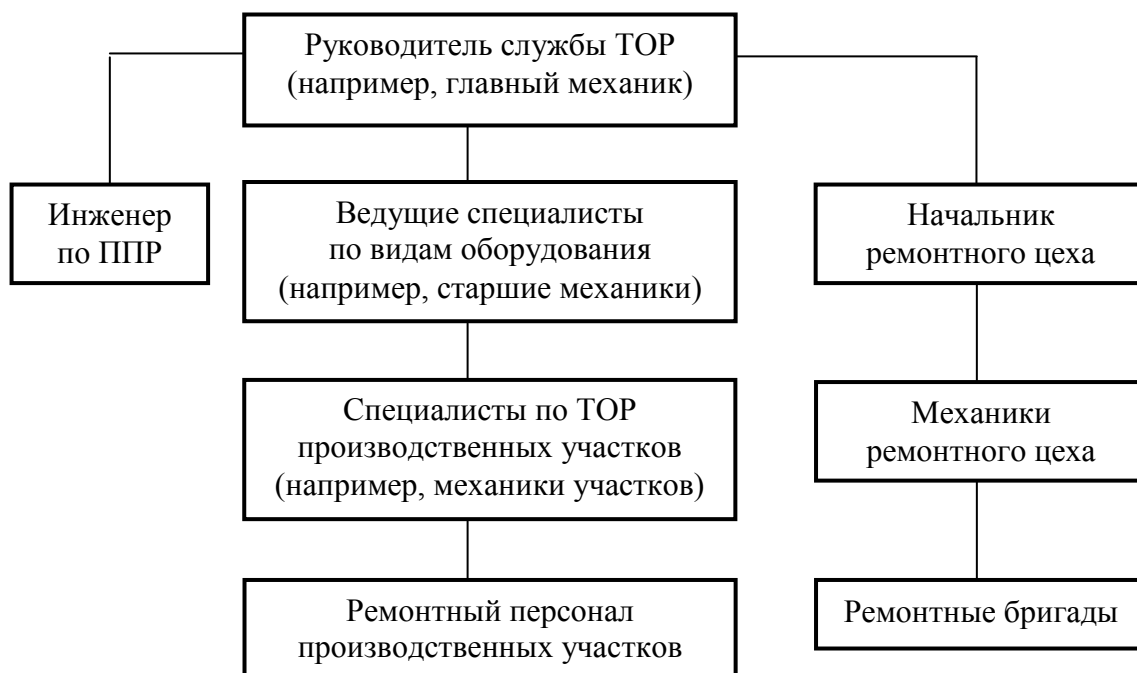 Руководитель службы ТОР
(например, главный механик)
Инженер
по ППР
Ведущие специалисты
по видам оборудования
(например, старшие механики)
Начальник
ремонтного цеха
Специалисты по ТОР
производственных участков
(например, механики участков)
Механики
ремонтного цеха
Ремонтный персонал
производственных участков
Ремонтные бригады